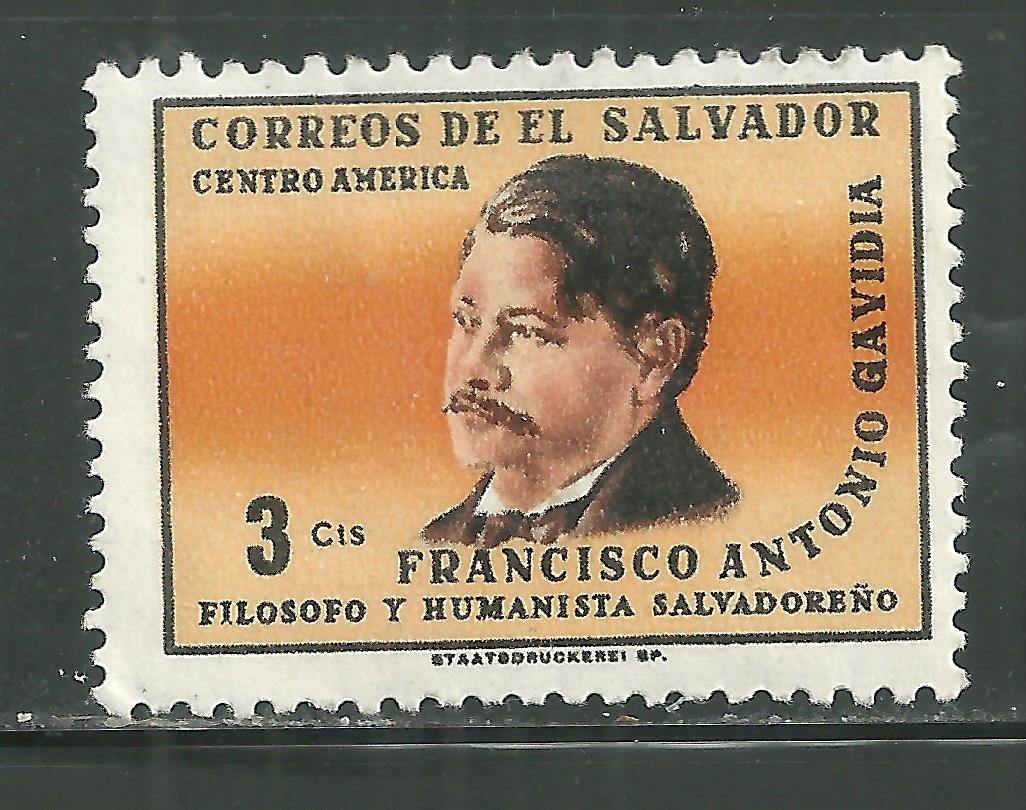 CORREOS DE EL SALVADOR
CENTRO AMERICA
3 Cts
FRANCISCO ANTONIO GAVIDIA
FILOSOFO Y HUMANISTA SALVADOREÑO
STAATSDRUCKEREI SP.